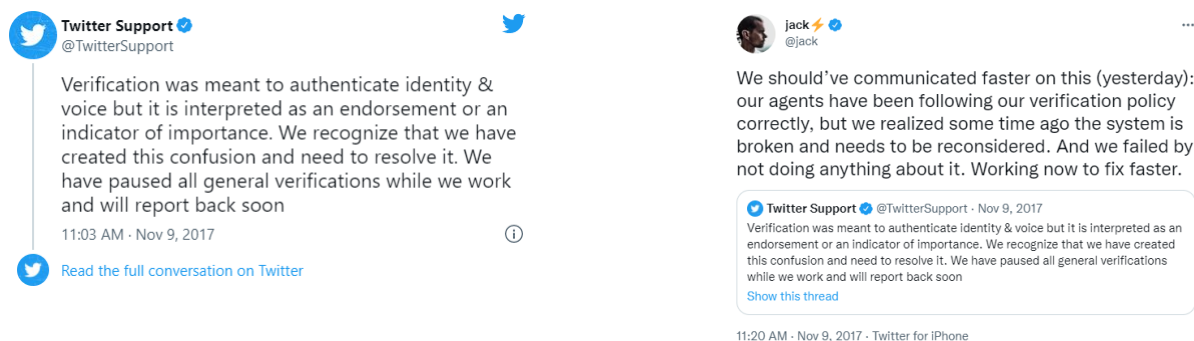 Twitter Support
@TwitterSupport
Verification was meant to authenticate identity &
voice but it is interpreted as an endorsement or an
indicator of importance. We recognize that we have
created this confusion and need to resolve it. We
have paused all general verifications while we work
and will report back soon
11:03 AM · Nov 9, 2017
Read the full conversation on Twitter
jack⚡
@jack
We should’ve communicated faster on this (yesterday):
our agents have been following our verification policy
correctly, but we realized some time ago the system is
broken and needs to be reconsidered. And we failed by
not doing anything about it. Working now to fix faster.
Twitter Support @TwitterSupport · Nov 9, 2017
Verification was meant to authenticate identity & voice but it is interpreted as an
endorsement or an indicator of importance. We recognize that we have created
this confusion and need to resolve it. We have paused all general verifications
while we work and will report back soon
Show this thread
11:20 AM · Nov 9, 2017 · Twitter for iPhone